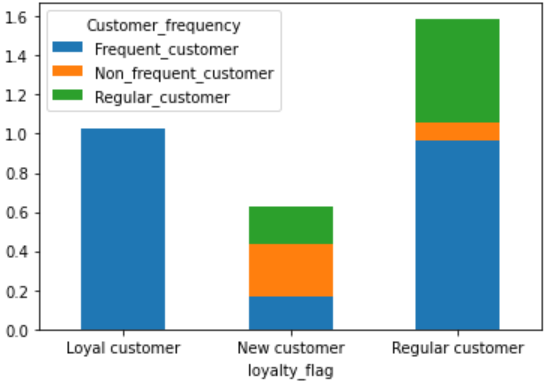 Customer_frequency
Frequent_customer
Non_frequent_customer
Regular_customer
1.6
1.4
1.2
1.0
0.8
0.6
0.4
0.2
0.0
Loyal customer New customer Regular customer
loyalty_flag